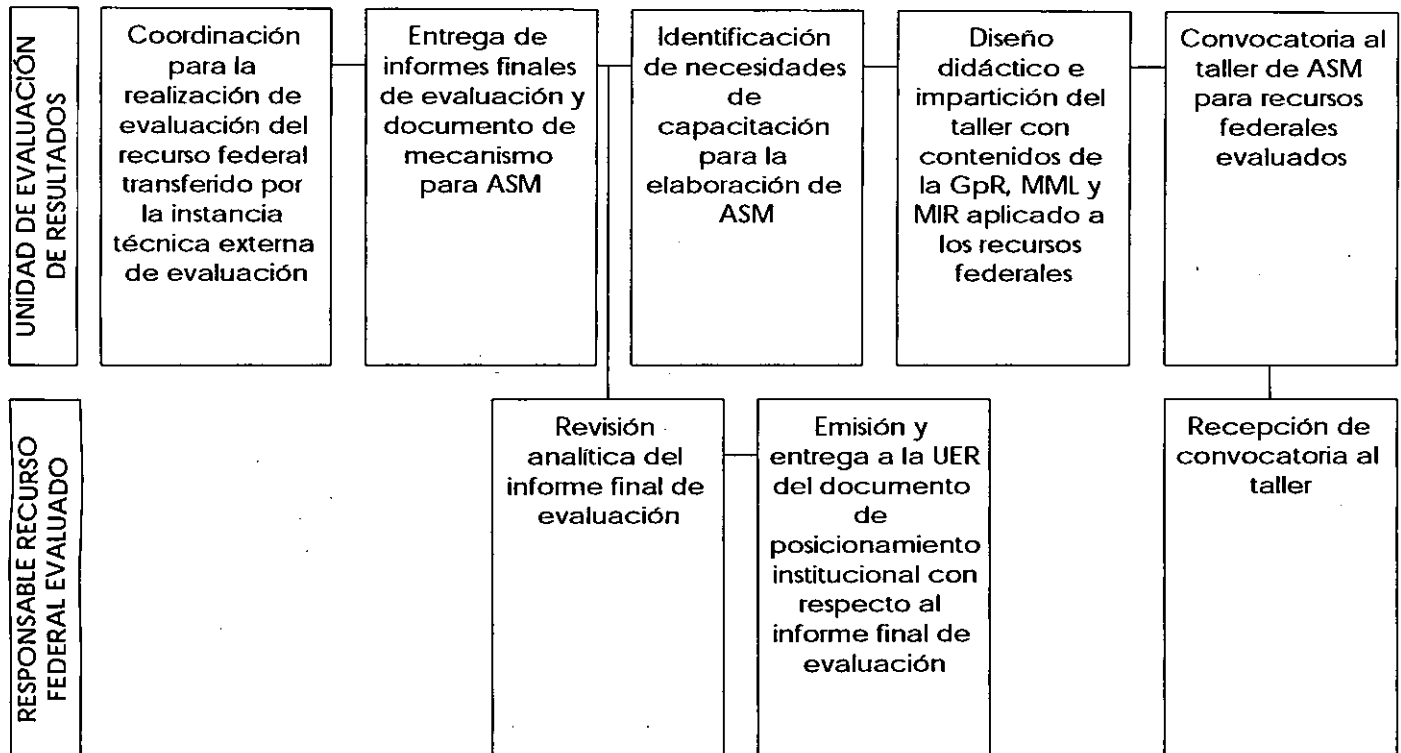 UNIDAD DE EVALUACIÓN
DE RESULTADOS
Coordinación
para la
realización de
evaluación del
recurso federal
transferido por
la instancia
técnica externa
de evaluación
Entrega de
informes finales
de evaluación y
documento de
mecanismo
para ASM
Identificación
de necesidades
de
capacitación
para la
elaboración de
ASM
Diseño
didáctico e
impartición del
taller con
contenidos de
la GpR, MML y
MIR aplicado a
los recursos
federales
Convocatoria al
taller de ASM
para recursos
federales
evaluados
RESPONSABLE RECURSO
FEDERAL EVALUADO
Revisión
analítica del
informe final de
evaluación
Emisión y
entrega a la UER
del documento
de
posicionamiento
institucional con
respecto al
informe final de
evaluación
Recepción de
convocatoria al
taller